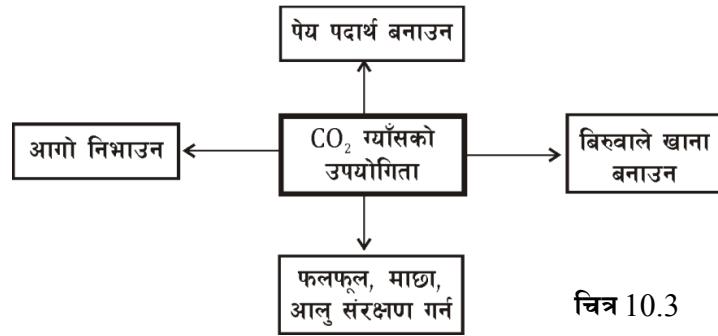 पेय पदार्थ बनाउन
आगो निभाउन
CO₂ ग्याँसको
उपयोगिता
बिरुवाले खाना
बनाउन
फलफूल, माछा,
आलु संरक्षण गर्न
चित्र 10.3